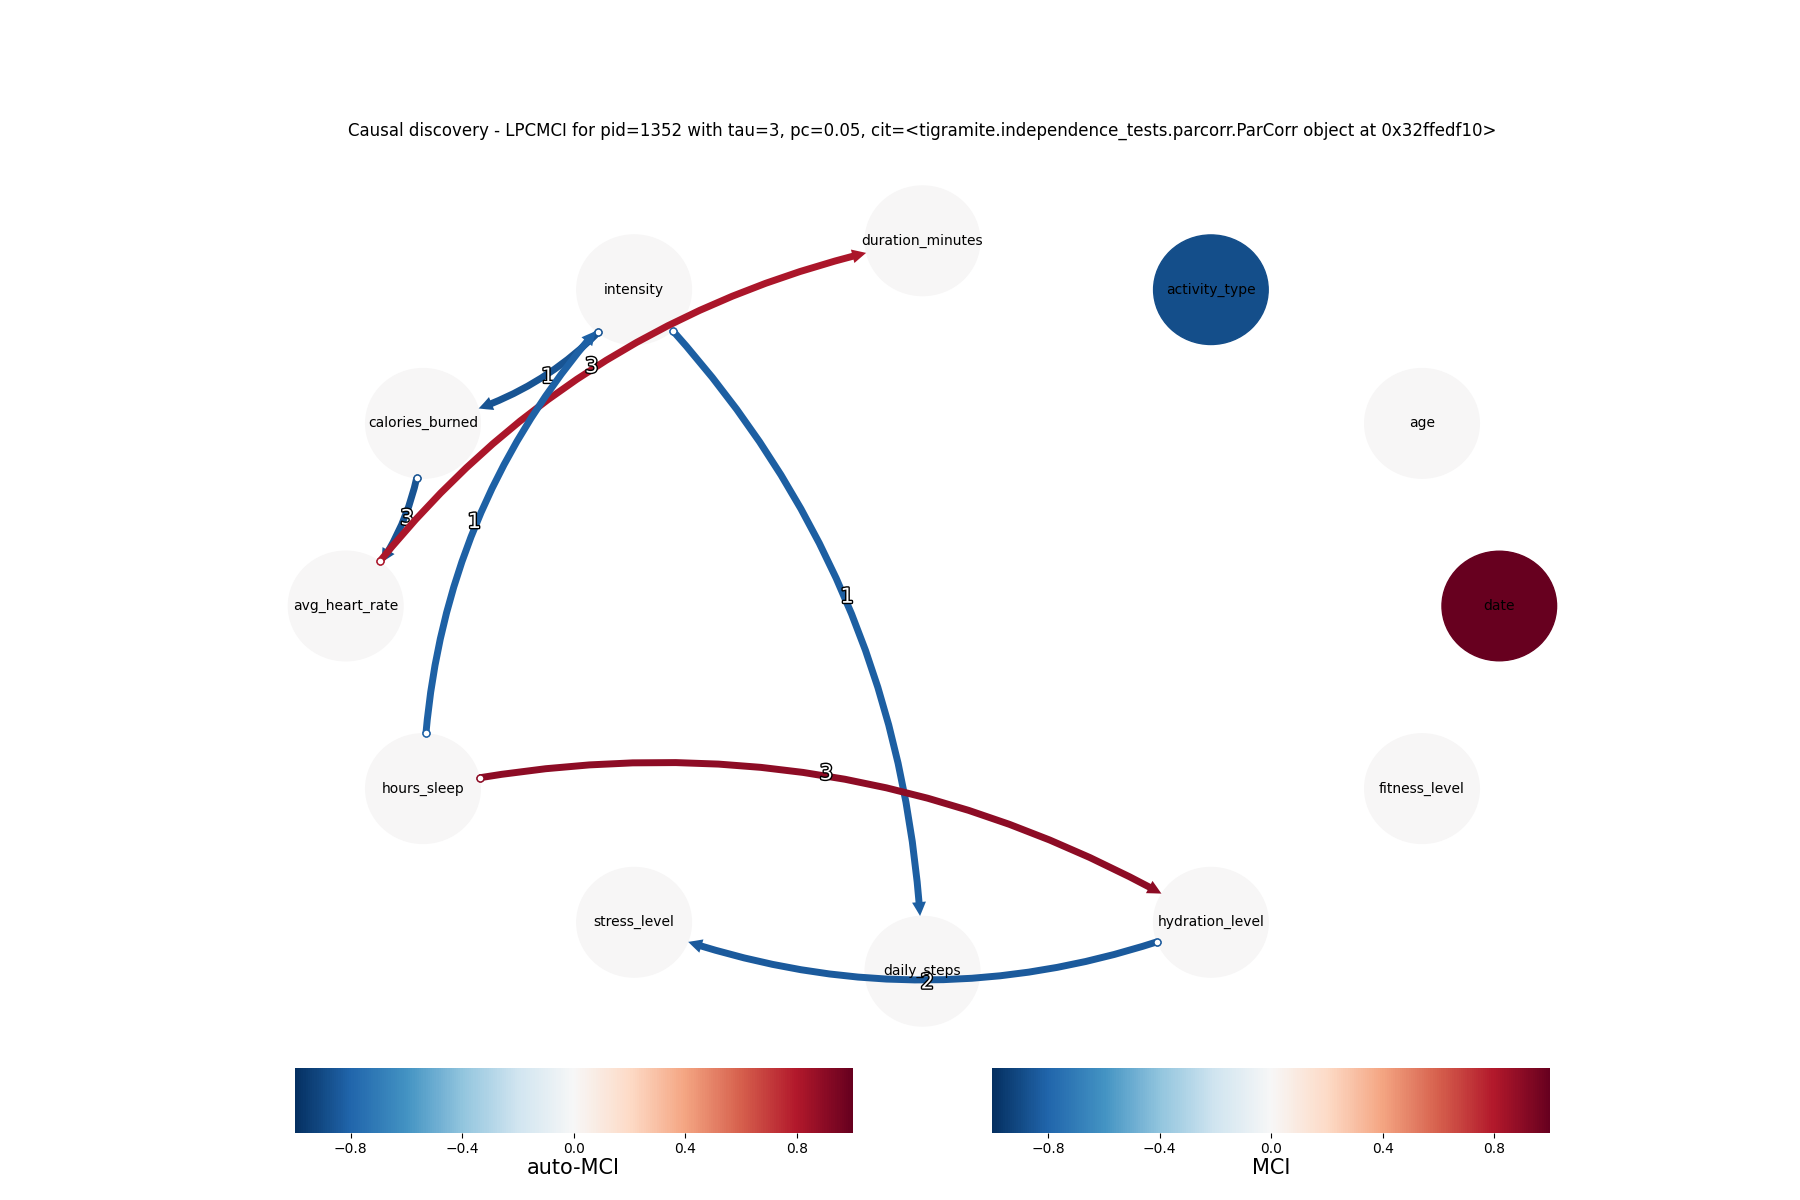 Causal discovery - LPCMCI for pid=1352 with tau=3, pc=0.05, cit=<tigramite.independence_tests.parcorr.ParCorr object at 0x32ffedf10>
duration_minutes
intensity
activity_type
3
1
calories_burned
age
3
1
1
avg_heart_rate
date
3
hours_sleep
fitness_level
stress_level
hydration_level
daily_steps
2
−0.8 −0.4 0.0 0.4 0.8
auto-MCI
−0.8 −0.4 0.0 0.4 0.8
MCI